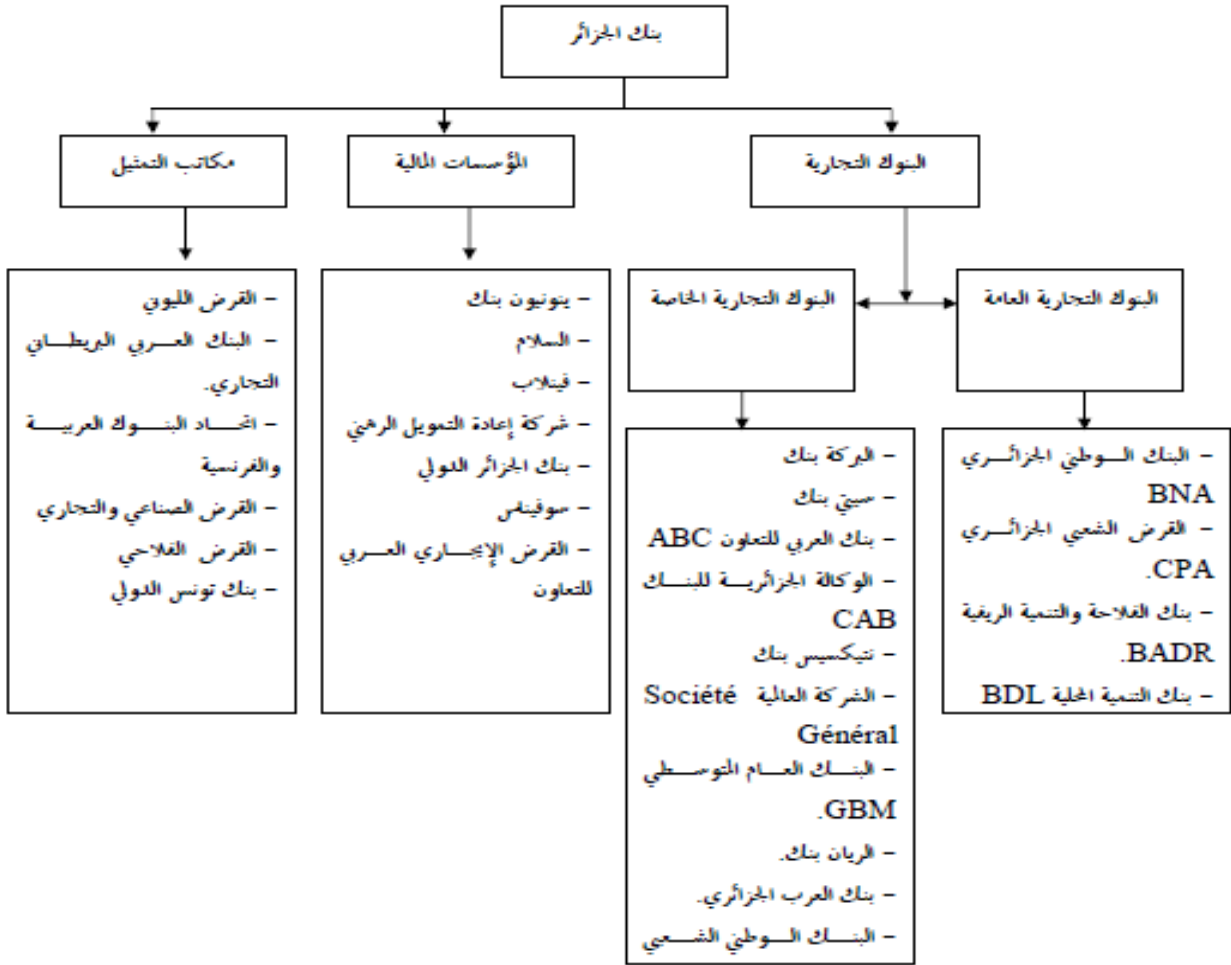 بنك الجزائر
البنوك التجارية
المؤسسات المالية
مكاتب التمثيل
البنوك التجارية العامة
البنوك التجارية الخاصة
– البنك الوطني الجزائري
BNA
– القرض الشعبي الجزائري
CPA.
– بنك الفلاحة والتنمية الريفية
BADR.
– بنك التنمية المحلية BDL
– البركة بنك
– سيتي بنك
– بنك العربي للتعاون ABC
– الوكالة الجزائرية للبنك
CAB
– نتيكسيس بنك
– الشركة العالمية Société
Général
– البنك العام المتوسطي
GBM.
– الريان بنك.
– بنك العرب الجزائري.
– البنك الوطني الشعبي
– ينونيون بنك
– السلام
– فينلاب
– شركة إعادة التمويل الرهني
– بنك الجزائر الدولي
– سوفينس
– القرض الإيجاري العربي
للتعاون
– القرض الليوني
– البنك العربي البريطاني
التجاري.
– اتحاد البنوك العربية
والفرنسية
– القرض الصناعي والتجاري
– القرض الفلاحي
– بنك تونس الدولي